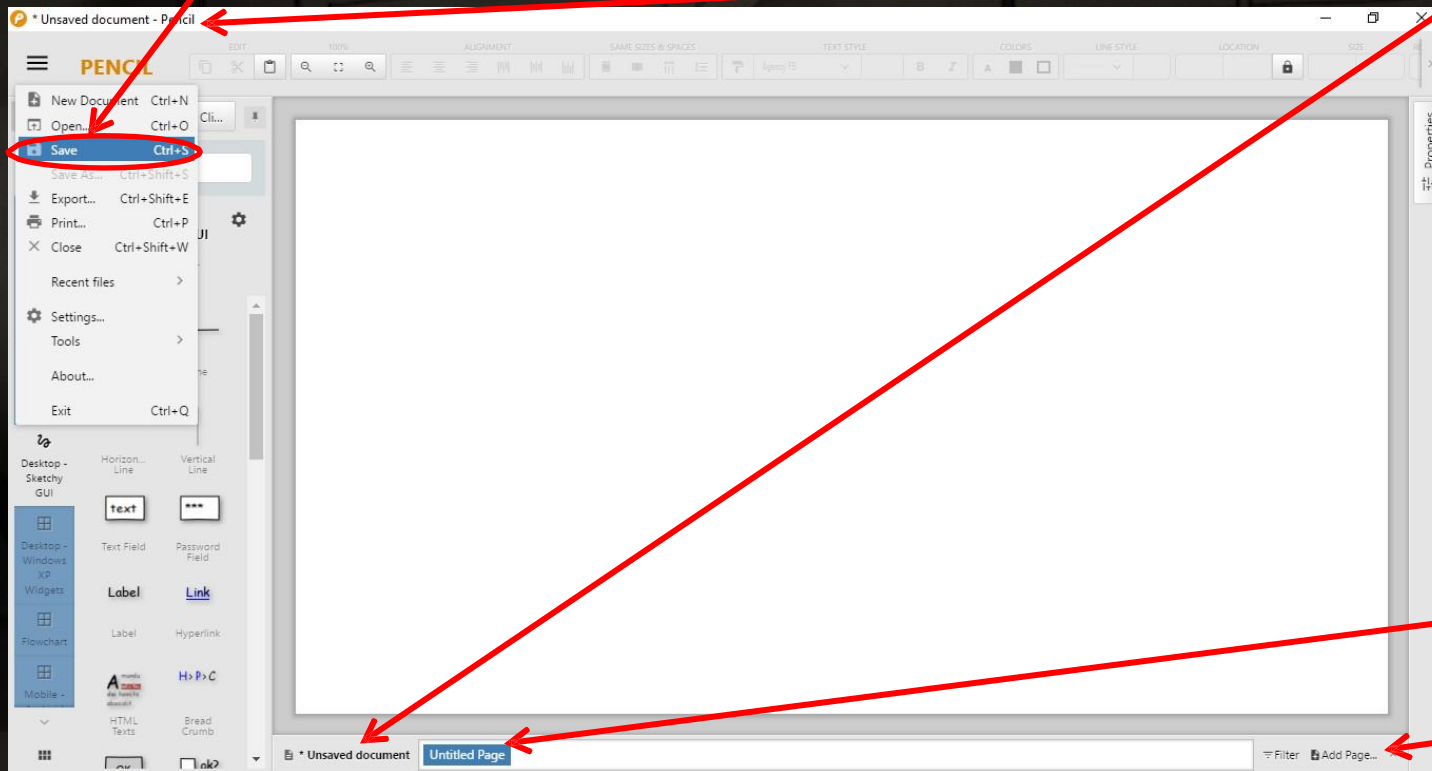 * Unsaved document - Pencil
EDIT 100% ALIGNMENT SAME SIZES & SPACES TEXT STYLE COLORS LINE STYLE LOCATION SIZE
PENCIL
B I A
New Document Ctrl+N
Cli...
Open... Ctrl+O
Save Ctrl+S
Save As... Ctrl+Shift+S
Export... Ctrl+Shift+E
Print... Ctrl+P
UI
Close Ctrl+Shift+W
Recent files >
Settings...
Tools >
About...
Exit Ctrl+Q
Properties
Desktop -
Sketchy
GUI
Horizon...
Line
Vertical
Line
text
***
Text Field
Password
Field
Desktop -
Windows
XP
Widgets
Label
Link
Label
Hyperlink
Flowchart
Mobile -
A
H>P>C
HTML
Texts
Bread
Crumb
OK
ok?
* Unsaved document
Untitled Page
Filter
Add Page...